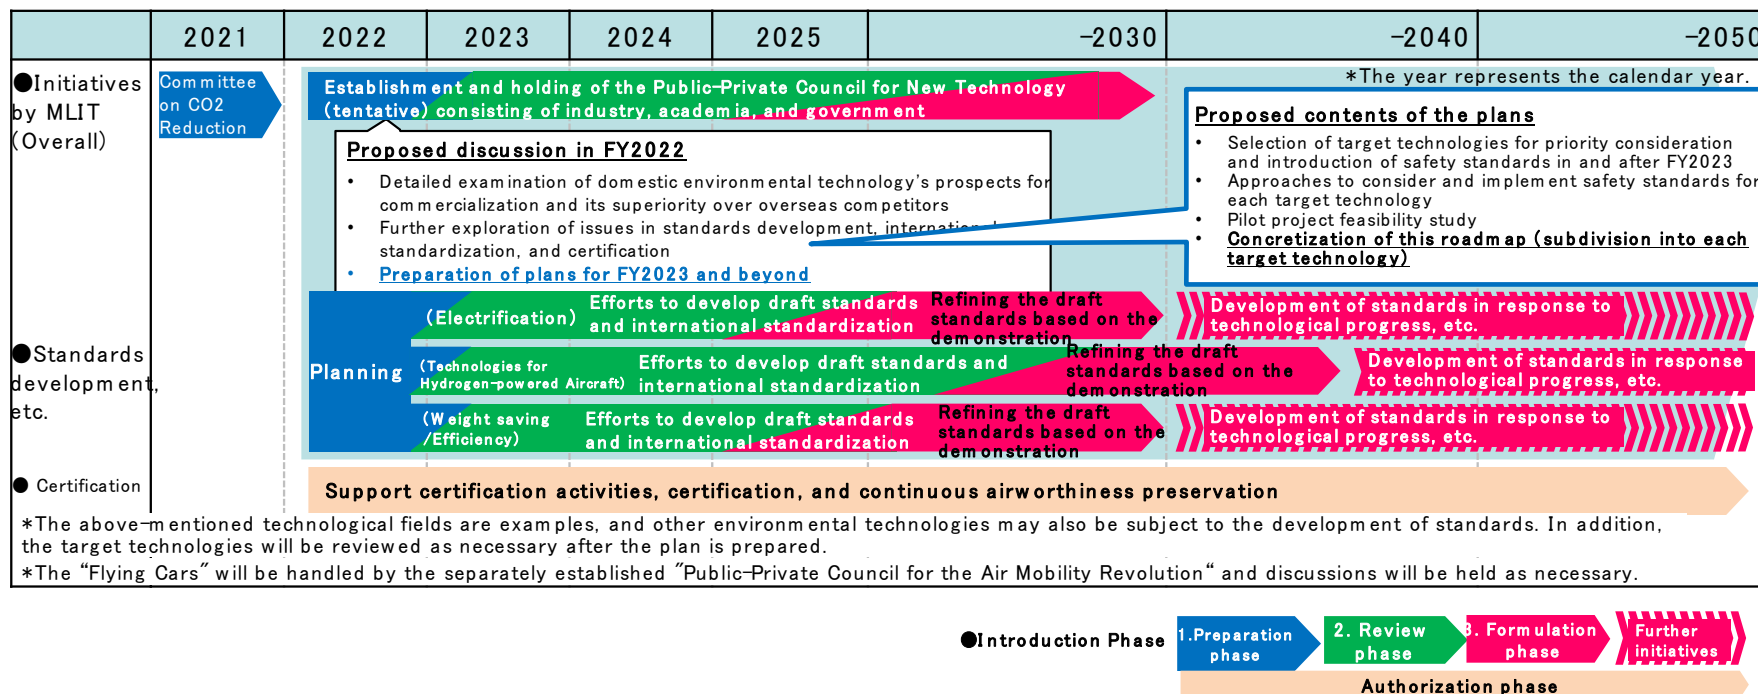 2021 2022 2023 2024 2025 -2030 -2040 -2050
●Initiatives
by MLIT
(Overall)
Committee
on CO2
Reduction
Establishment and holding of the Public-Private Council for New Technology
(tentative) consisting of industry, academia, and government
*The year represents the calendar year.
Proposed discussion in FY2022
• Detailed examination of domestic environmental technology's prospects for
commercialization and its superiority over overseas competitors
• Further exploration of issues in standards development, international
standardization, and certification
• Preparation of plans for FY2023 and beyond
Proposed contents of the plans
• Selection of target technologies for priority consideration
and introduction of safety standards in and after FY2023
• Approaches to consider and implement safety standards for
each target technology
• Pilot project feasibility study
• Concretization of this roadmap (subdivision into each
target technology)
●Standards
development,
etc.
Planning
(Electrification)
Efforts to develop draft standards
and international standardization
Refining the draft
standards based on the
demonstration
Development of standards in response to
technological progress, etc.
(Technologies for
Hydrogen-powered Aircraft)
Efforts to develop draft standards and
international standardization
Refining the draft
standards based on the
demonstration
Development of standards in response
to technological progress, etc.
(Weight saving
/Efficiency)
Efforts to develop draft standards
and international standardization
Refining the draft
standards based on the
demonstration
Development of standards in response to
technological progress, etc.
● Certification
Support certification activities, certification, and continuous airworthiness preservation
*The above-mentioned technological fields are examples, and other environmental technologies may also be subject to the development of standards. In addition,
the target technologies will be reviewed as necessary after the plan is prepared.
*The “Flying Cars” will be handled by the separately established ”Public-Private Council for the Air Mobility Revolution“ and discussions will be held as necessary.
●Introduction Phase
1.Preparation
phase
2. Review
phase
3. Formulation
phase
Further
initiatives
Authorization phase